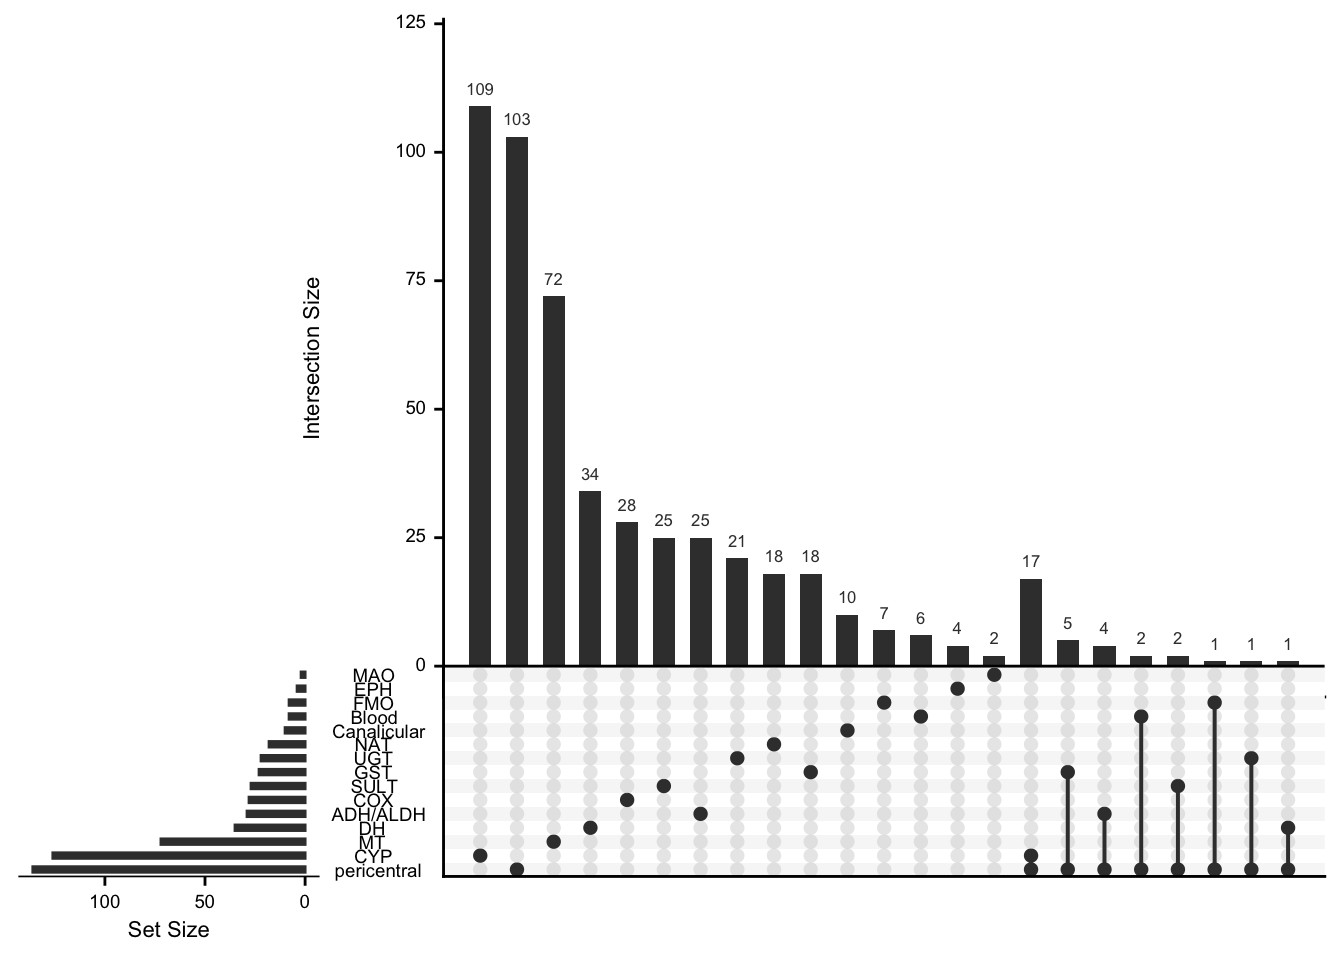 125
109
103
100
75
72
Intersection Size
50
34
28
25
25
25
21
18
18
17
10
7
6
4
2
5
4
2
2
1
1
1
0
MAO
EPH
FMO
Blood
Canalicular
NAT
UGT
GST
SULT
COX
ADH/ALDH
DH
MT
CYP
pericentral
100 50 0
Set Size